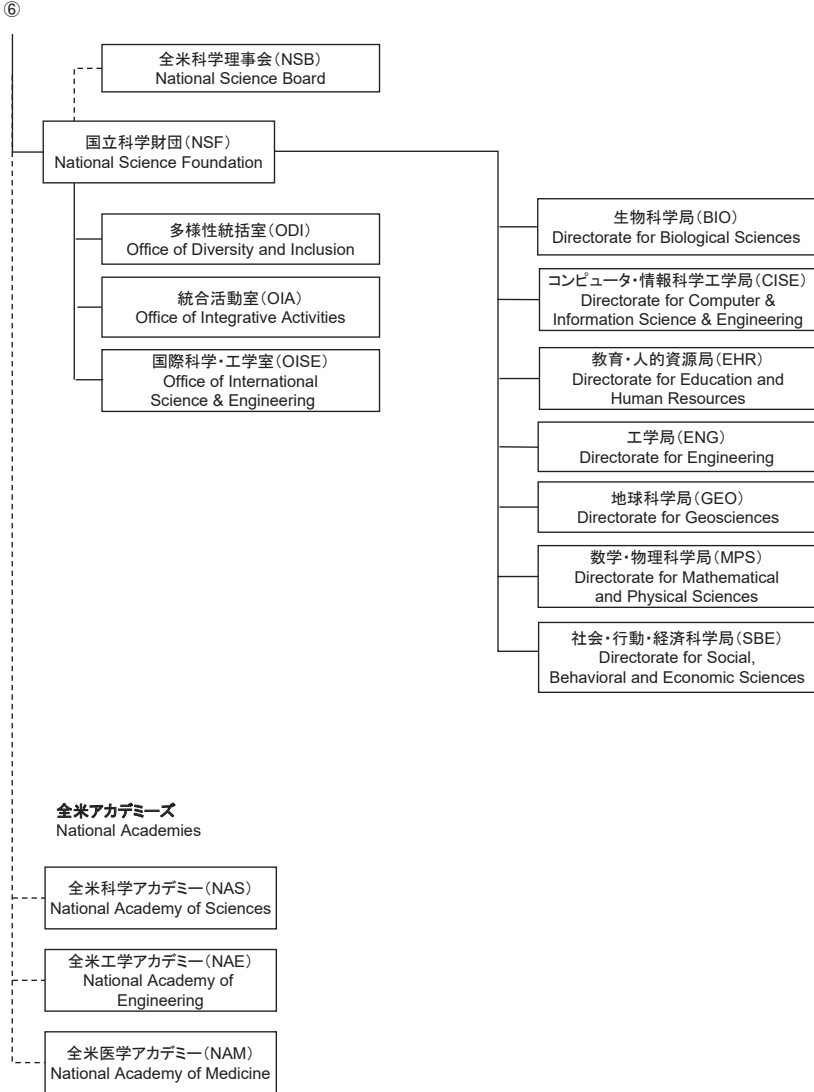 ⑥
全米科学理事会(NSB)
National Science Board
国立科学財団(NSF)
National Science Foundation
多様性統括室(ODI)
Office of Diversity and Inclusion
統合活動室(OIA)
Office of Integrative Activities
国際科学・工学室(OISE)
Office of International
Science & Engineering
生物科学局(BIO)
Directorate for Biological Sciences
コンピュータ・情報科学工学局(CISE)
Directorate for Computer &
Information Science & Engineering
教育・人的資源局(EHR)
Directorate for Education and
Human Resources
工学局(ENG)
Directorate for Engineering
地球科学局(GEO)
Directorate for Geosciences
数学・物理科学局(MPS)
Directorate for Mathematical
and Physical Sciences
社会・行動・経済科学局(SBE)
Directorate for Social,
Behavioral and Economic Sciences
全米アカデミーズ
National Academies
全米科学アカデミー(NAS)
National Academy of Sciences
全米工学アカデミー(NAE)
National Academy of
Engineering
全米医学アカデミー(NAM)
National Academy of Medicine